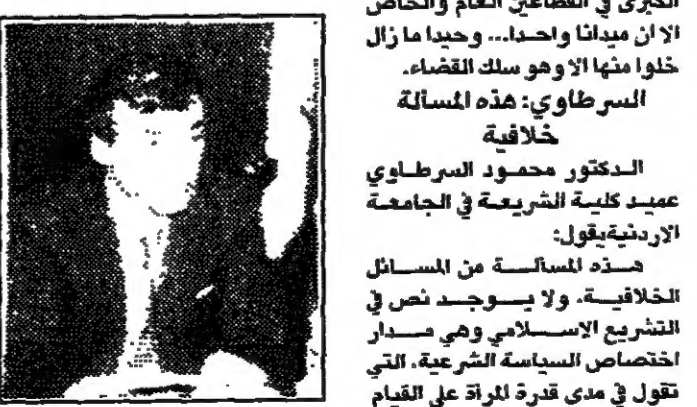 الكبرى في القطاعين العام والخاص
الا ان ميدانا واحدا... وحيدا ما زال
خلوا منها الا وهو سلك القضاء.
السرطاوي: هذه المسألة
خلافية
الدكتور محمود السرطاوي
عميد كلية الشريعة في الجامعة
الاردنية يقول:
هذه المسألة من المسائل
الخلافية، ولا يوجد نص في
التشريع الاسلامي وهي مدار
اختصاص السياسة الشرعية، التي
تقول في مدى قدرة المرأة على القيام